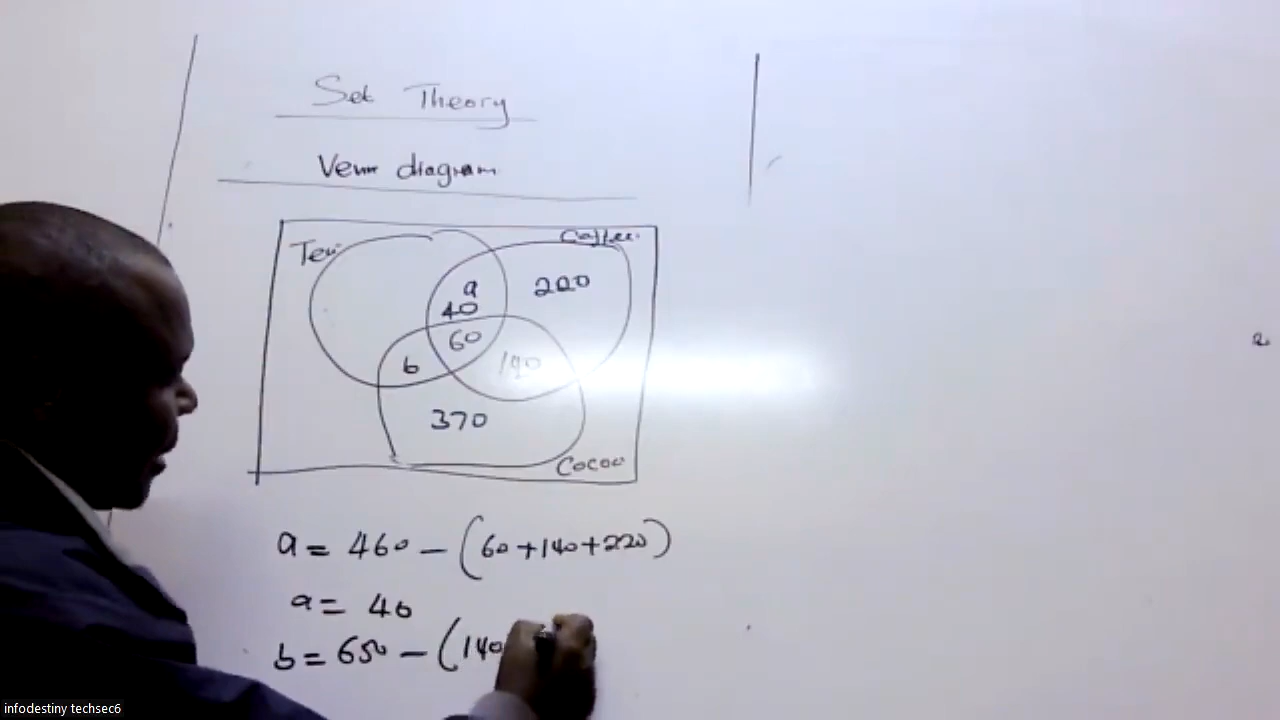 Set Theory
Venn diagram
Tea
Coffee
a
220
40
60
b
140
370
Cocoa
a = 460 - (60+140+220)
a = 40
b = 650 - (140
infodestiny techsec6